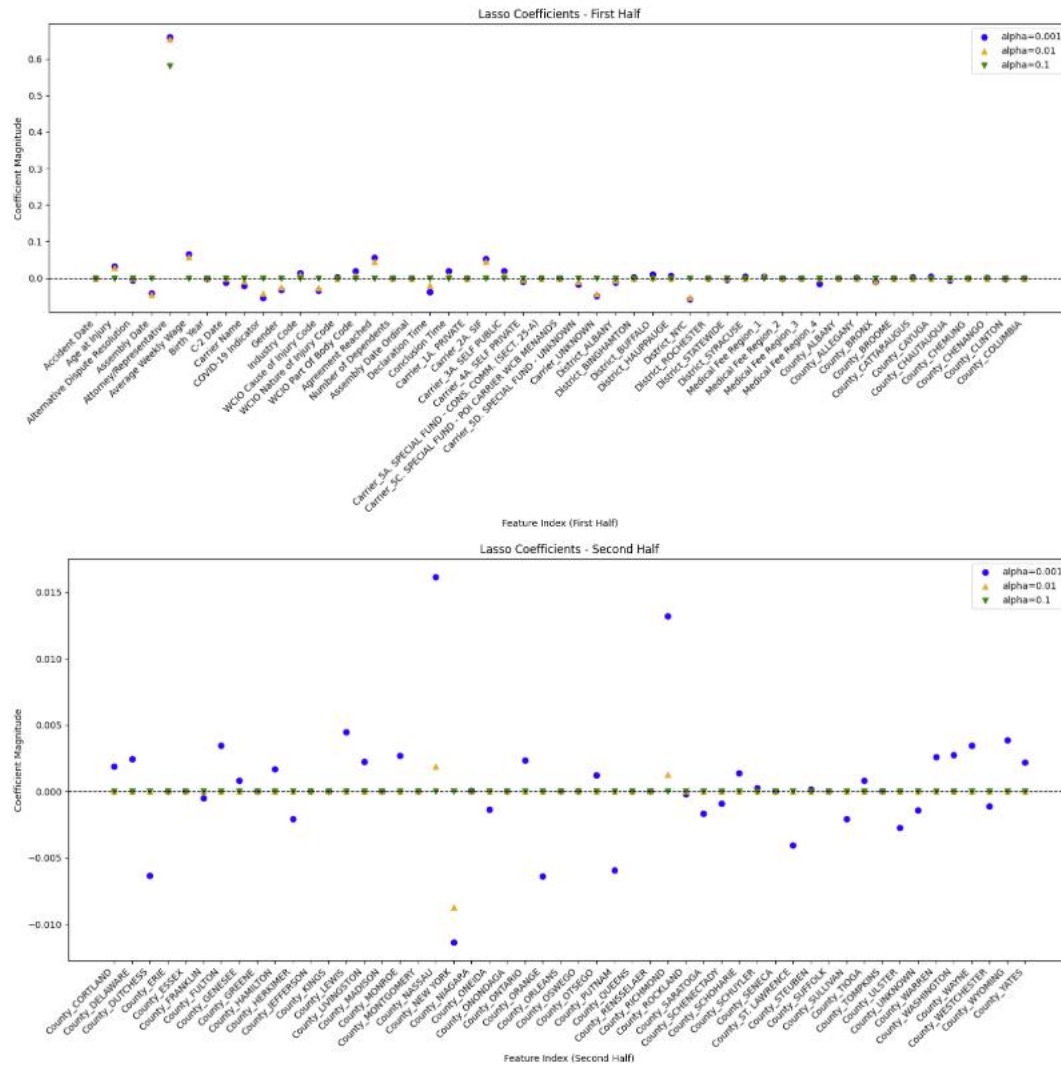 Lasso Coefficients - First Half
alpha=0.001
alpha=0.01
alpha=0.1
0.6
0.5
0.4
0.3
0.2
0.1
0.0
Coefficient Magnitude
Accident Date
Age at Injury
Alternative Dispute Resolution
Assembly Date
Attorney/Representative
Average Weekly Wage
Birth Year
C-2 Date
Carrier Name
COVID-19 Indicator
Gender
Industry Code
WCIO Cause of Injury Code
WCIO Nature of Injury Code
WCIO Part Of Body Code
Agreement Reached
Number of Dependents
Assembly Date Ordinal
Declaration Time
Conclusion Time
Carrier_1A. PRIVATE
Carrier_2A. SIF
Carrier_3A. SELF PUBLIC
Carrier_4A. SELF PRIVATE
Carrier_5A. SPECIAL FUND - CONS. COMM. (SECT. 25-A)
Carrier_5C. SPECIAL FUND - POI CARRIER WCB MENANDS
Carrier_5D. SPECIAL FUND - UNKNOWN
Carrier_UNKNOWN
District_ALBANY
District_BINGHAMTON
District_BUFFALO
District_HAUPPAUGE
District_NYC
District_ROCHESTER
District_STATEWIDE
District_SYRACUSE
Medical Fee Region_1
Medical Fee Region_2
Medical Fee Region_3
Medical Fee Region_4
County_ALBANY
County_ALLEGANY
County_BRONX
County_BROOME
County_CATTARAUGUS
County_CAYUGA
County_CHAUTAUQUA
County_CHEMUNG
County_CHENANGO
County_CLINTON
County_COLUMBIA
Feature Index (First Half)
Lasso Coefficients - Second Half
alpha=0.001
alpha=0.01
alpha=0.1
0.015
0.010
0.005
0.000
−0.005
−0.010
Coefficient Magnitude
County_CORTLAND
County_DELAWARE
County_DUTCHESS
County_ERIE
County_ESSEX
County_FRANKLIN
County_FULTON
County_GENESEE
County_GREENE
County_HAMILTON
County_HERKIMER
County_JEFFERSON
County_KINGS
County_LEWIS
County_LIVINGSTON
County_MADISON
County_MONROE
County_MONTGOMERY
County_NASSAU
County_NEW YORK
County_NIAGARA
County_ONEIDA
County_ONONDAGA
County_ONTARIO
County_ORANGE
County_ORLEANS
County_OSWEGO
County_OTSEGO
County_PUTNAM
County_QUEENS
County_RENSSELAER
County_RICHMOND
County_ROCKLAND
County_SARATOGA
County_SCHENECTADY
County_SCHOHARIE
County_SCHUYLER
County_SENECA
County_ST. LAWRENCE
County_STEUBEN
County_SUFFOLK
County_SULLIVAN
County_TIOGA
County_TOMPKINS
County_ULSTER
County_UNKNOWN
County_WARREN
County_WASHINGTON
County_WAYNE
County_WESTCHESTER
County_WYOMING
County_YATES
Feature Index (Second Half)